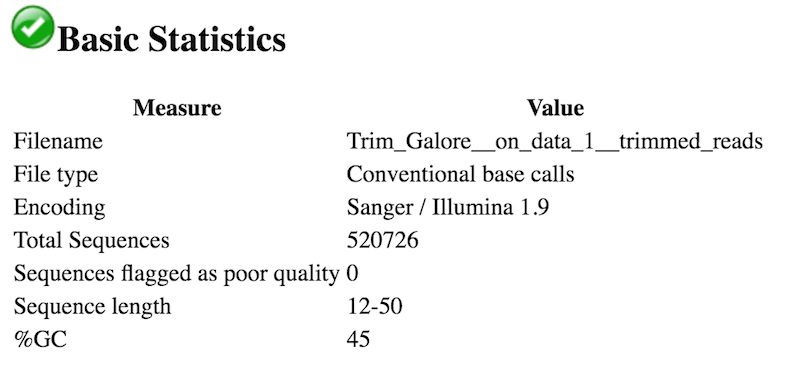 Basic Statistics
Measure Value
Filename Trim_Galore__on_data_1__trimmed_reads
File type Conventional base calls
Encoding Sanger / Illumina 1.9
Total Sequences 520726
Sequences flagged as poor quality 0
Sequence length 12-50
%GC 45